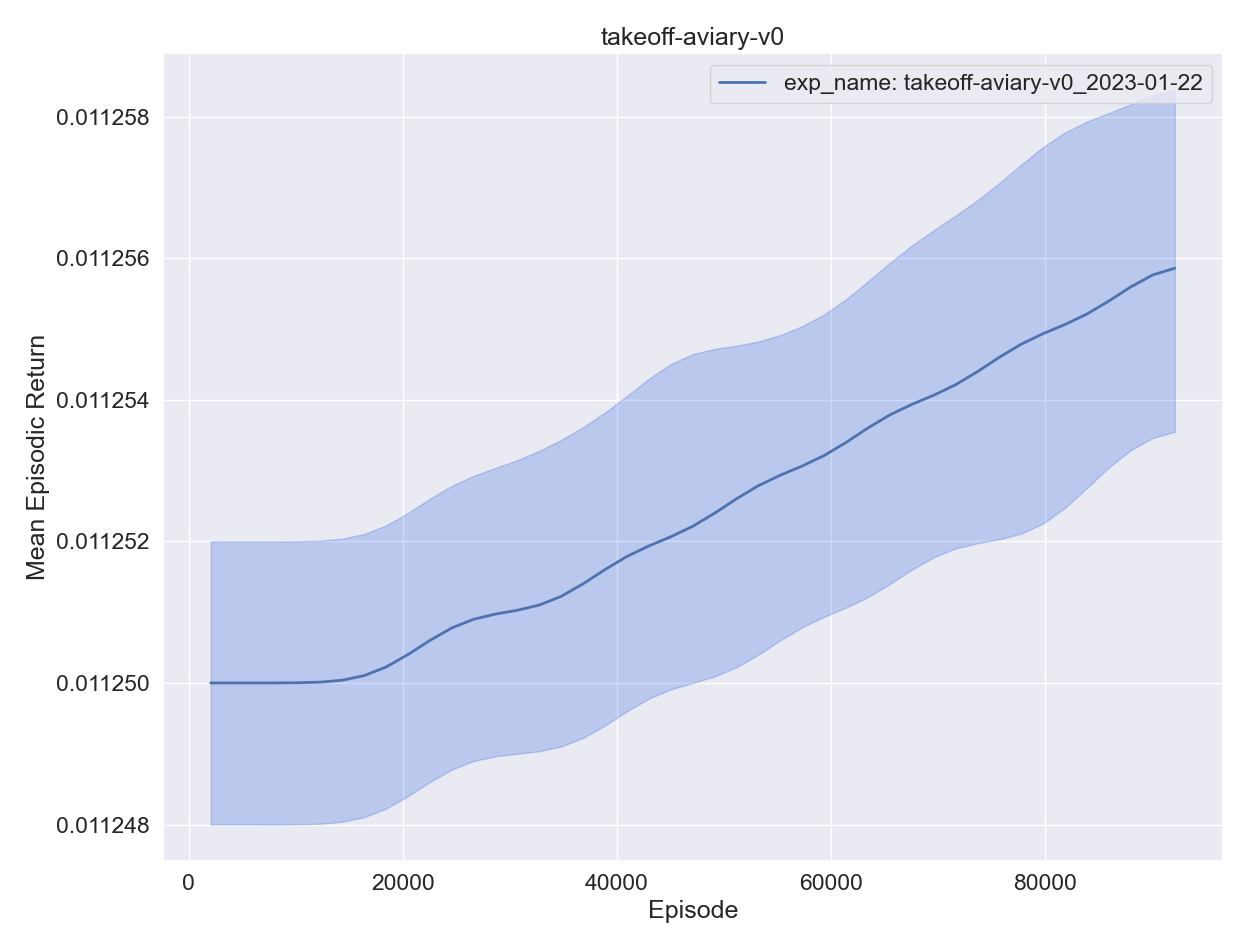 takeoff-aviary-v0
exp_name: takeoff-aviary-v0_2023-01-22
0.011258
0.011256
0.011254
0.011252
0.011250
0.011248
Mean Episodic Return
0
20000
40000
60000
80000
Episode